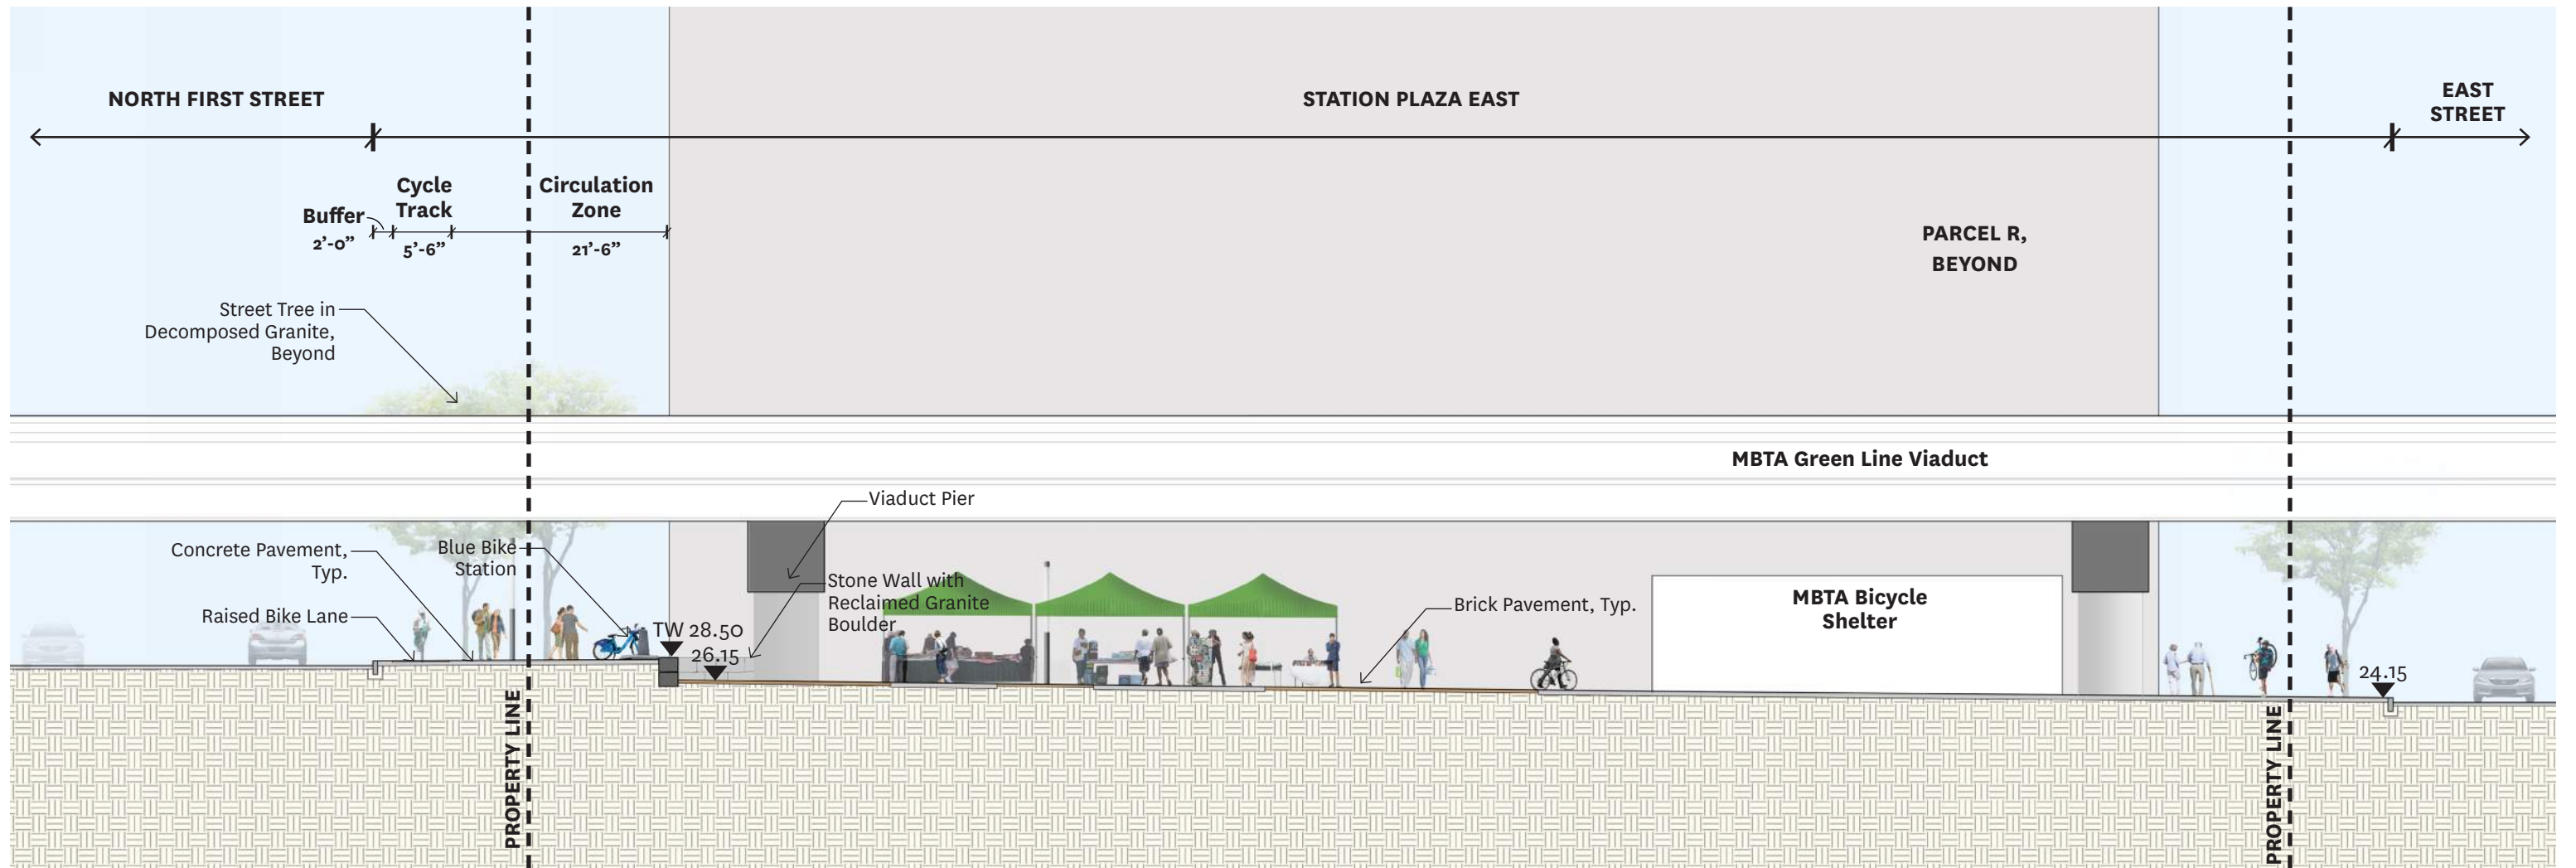 NORTH FIRST STREET
STATION PLAZA EAST
EAST
STREET
Cycle
Track
Circulation
Zone
Buffer
2’-0”
5’-6”
21’-6”
PARCEL R,
BEYOND
Street Tree in
Decomposed Granite,
Beyond
MBTA Green Line Viaduct
Viaduct Pier
Concrete Pavement,
Typ.
Blue Bike
Station
Stone Wall with
Reclaimed Granite
Boulder
Raised Bike Lane
Brick Pavement, Typ.
MBTA Bicycle
Shelter
TW 28.50
26.15
24.15
PROPERTY LINE
PROPERTY LINE